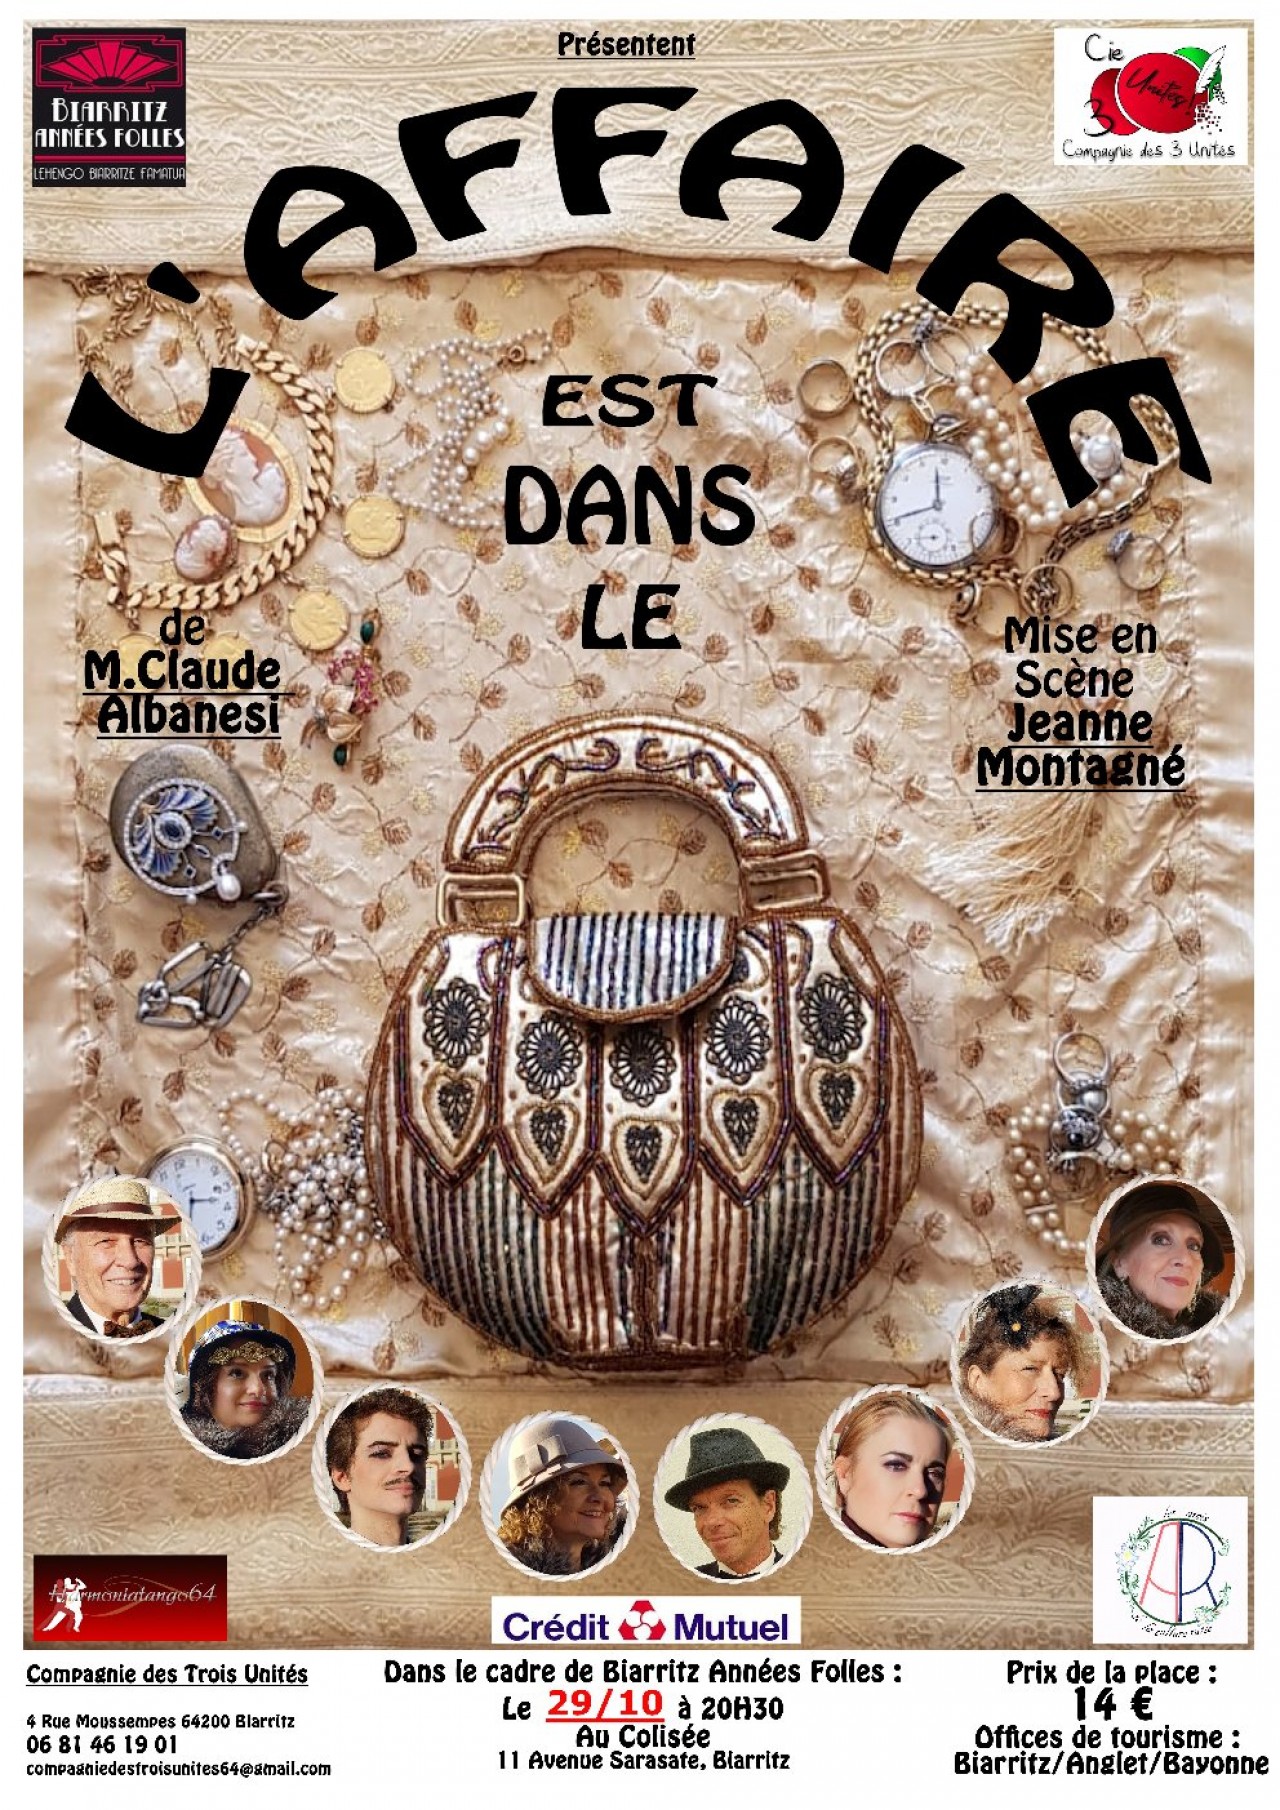 Présentent
BIARRITZ
ANNÉES FOLLES
LEHENGO BIARRITZE FAMATUA
Cie
3 Unités!
Compagnie des 3 Unités
L'AFFAIRE
EST
DANS
LE
de
M.Claude
Albanesi
Mise en
Scène
Jeanne
Montagné
Harmoniatango64
Crédit Mutuel
AR
Compagnie des Trois Unités
4 Rue Moussempes 64200 Biarritz
06 81 46 19 01
compagniedestroisunites64@gmail.com
Dans le cadre de Biarritz Années Folles :
Le 29/10 à 20H30
Au Colisée
11 Avenue Sarasate, Biarritz
Prix de la place :
14 €
Offices de tourisme :
Biarritz/Anglet/Bayonne